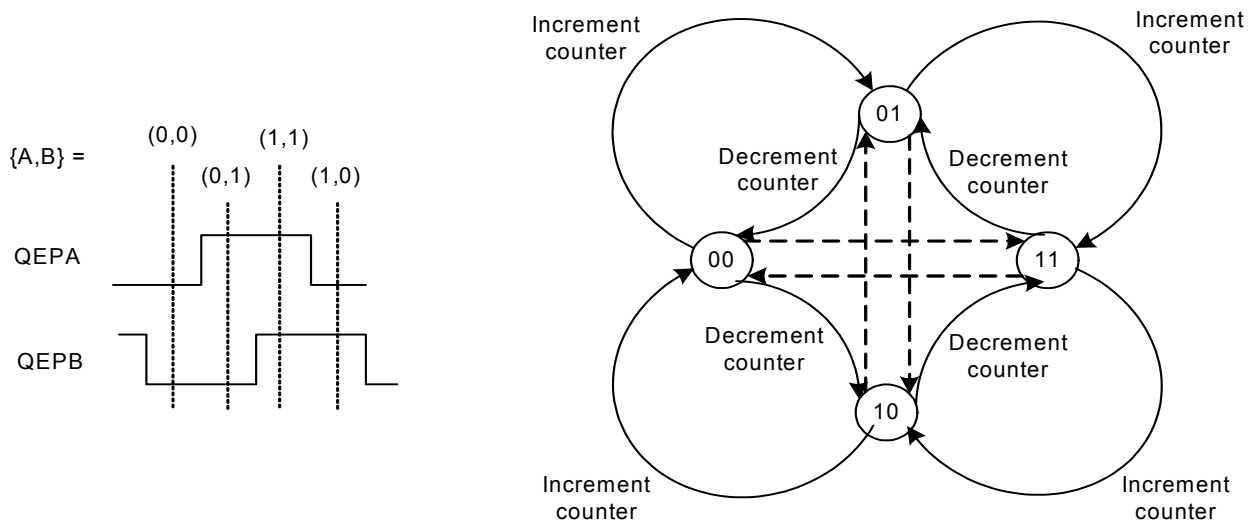 {A,B} =
(0,0)
(0,1)
(1,1)
(1,0)
QEPA
QEPB
Increment
counter
Increment
counter
01
Decrement
counter
Decrement
counter
00
11
Decrement
counter
Decrement
counter
10
Increment
counter
Increment
counter